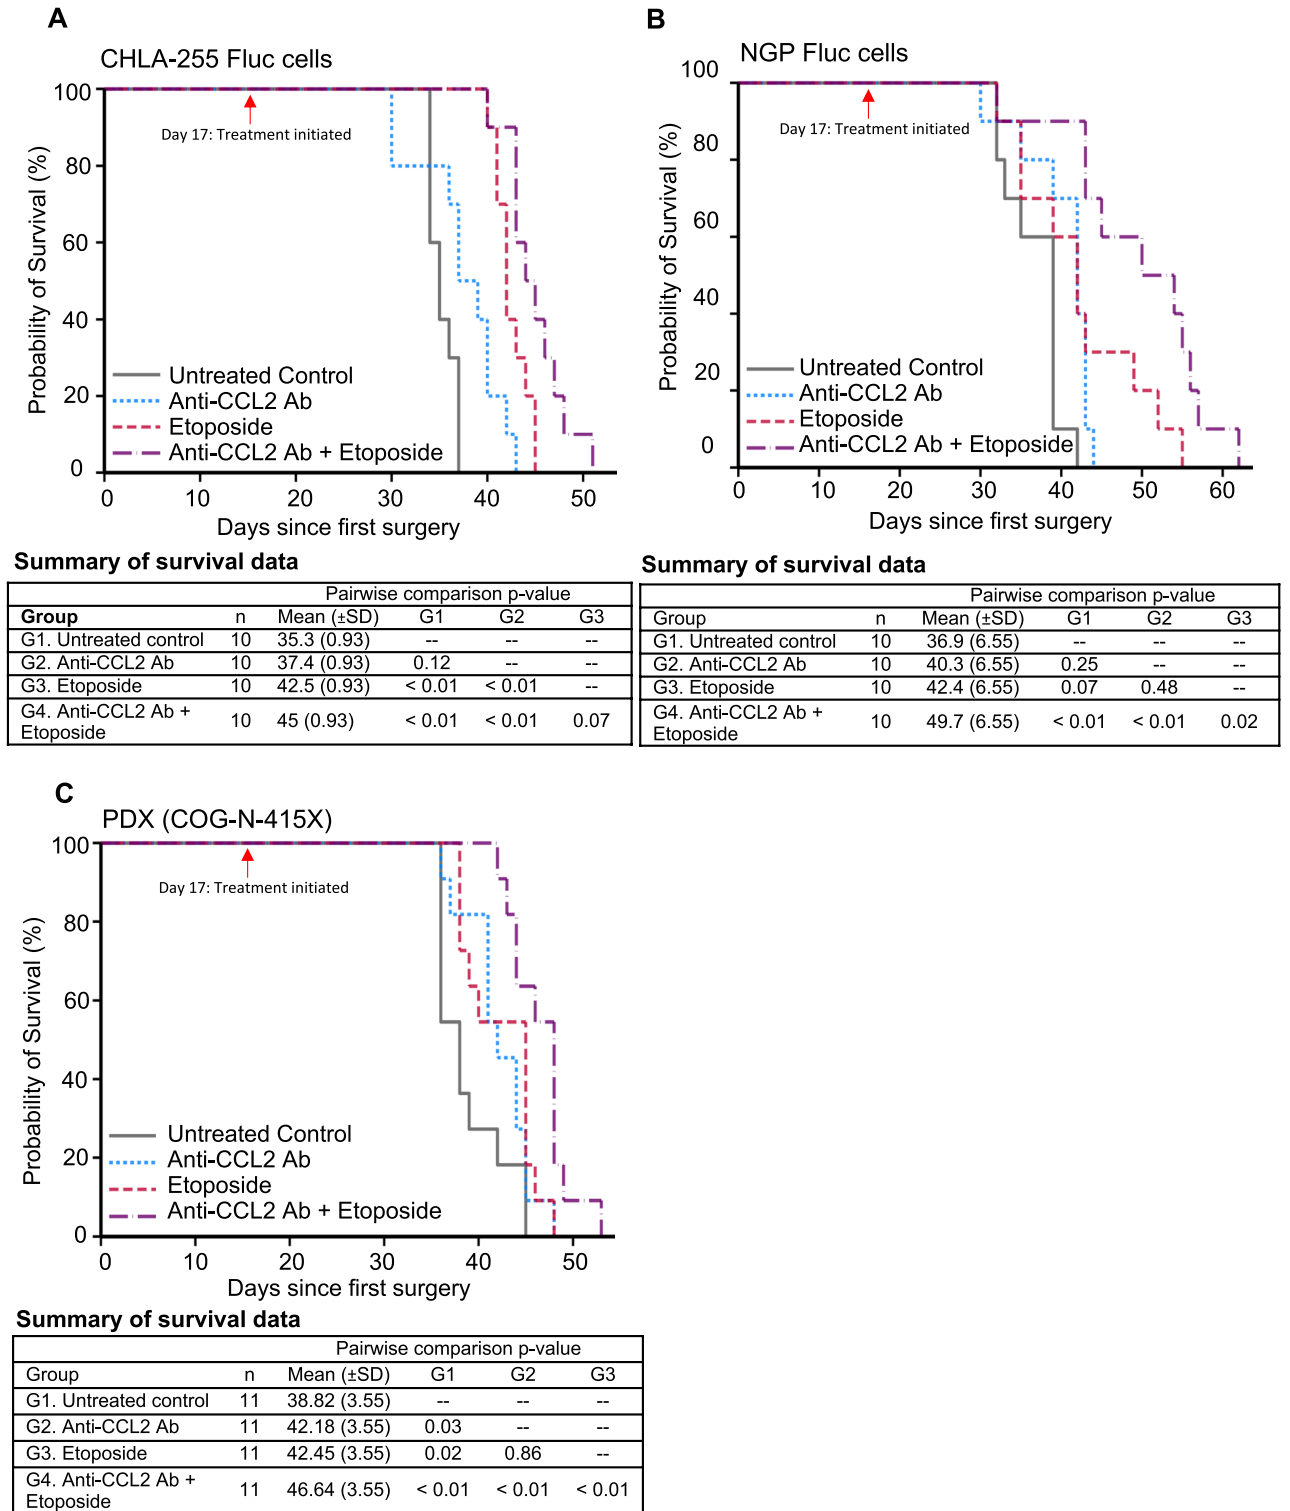 A
CHLA-255 Fluc cells
Probability of Survival (%)
100
80
60
40
20
0
Day 17: Treatment initiated
Untreated Control
Anti-CCL2 Ab
Etoposide
Anti-CCL2 Ab + Etoposide
0 10 20 30 40 50
Days since first surgery
Summary of survival data
Pairwise comparison p-value
Group n Mean (±SD) G1 G2 G3
G1. Untreated control 10 35.3 (0.93) -- -- --
G2. Anti-CCL2 Ab 10 37.4 (0.93) 0.12 -- --
G3. Etoposide 10 42.5 (0.93) < 0.01 < 0.01 --
G4. Anti-CCL2 Ab +
Etoposide 10 45 (0.93) < 0.01 < 0.01 0.07
B
NGP Fluc cells
Probability of Survival (%)
100
80
60
40
20
0
Day 17: Treatment initiated
Untreated Control
Anti-CCL2 Ab
Etoposide
Anti-CCL2 Ab + Etoposide
0 10 20 30 40 50 60
Days since first surgery
Summary of survival data
Pairwise comparison p-value
Group n Mean (±SD) G1 G2 G3
G1. Untreated control 10 36.9 (6.55) -- -- --
G2. Anti-CCL2 Ab 10 40.3 (6.55) 0.25 -- --
G3. Etoposide 10 42.4 (6.55) 0.07 0.48 --
G4. Anti-CCL2 Ab +
Etoposide 10 49.7 (6.55) < 0.01 < 0.01 0.02
C
PDX (COG-N-415X)
Probability of Survival (%)
100
80
60
40
20
0
Day 17: Treatment initiated
Untreated Control
Anti-CCL2 Ab
Etoposide
Anti-CCL2 Ab + Etoposide
0 10 20 30 40 50
Days since first surgery
Summary of survival data
Pairwise comparison p-value
Group n Mean (±SD) G1 G2 G3
G1. Untreated control 11 38.82 (3.55) -- -- --
G2. Anti-CCL2 Ab 11 42.18 (3.55) 0.03 -- --
G3. Etoposide 11 42.45 (3.55) 0.02 0.86 --
G4. Anti-CCL2 Ab +
Etoposide 11 46.64 (3.55) < 0.01 < 0.01 < 0.01